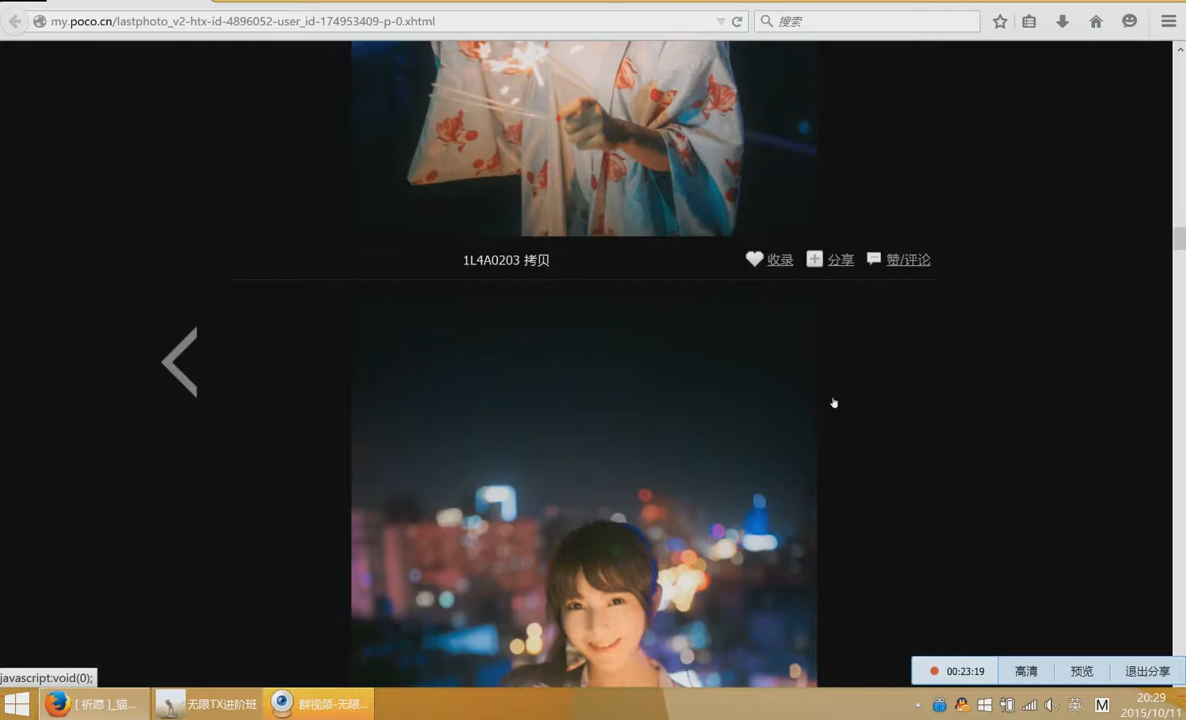 my.poco.cn/lastphoto_v2-htx-id-4896052-user_id-174953409-p-0.xhtml
搜索
1L4A0203 拷贝
收录
分享
赞/评论
javascript:void(0);
00:23:19
高清
预览
退出分享
[ 祈愿 ]_猫...
无限TX进阶班
群视频-无限...
英
M
20:29
2015/10/11